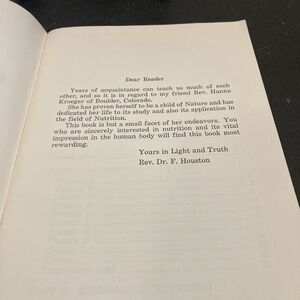 Dear Reader
Years of acquaintance can teach us much of each
other, and so it is in regard to my friend Rev. Hanna
Kroeger of Boulder, Colorado.
She has proven herself to be a child of Nature and has
dedicated her life to its study and also its application in
the field of Nutrition.
This book is but a small facet of her endeavors. You
who are sincerely interested in nutrition and its vital
impression in the human body will find this book most
rewarding.
Yours in Light and Truth
Rev. Dr. F. Houston